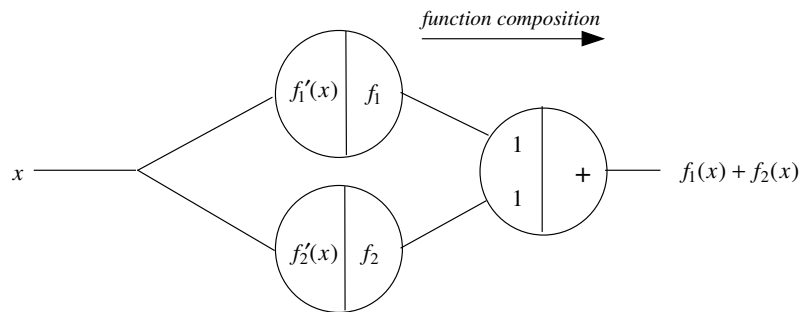 function composition
f₁′(x) f₁
1
x
+
f₁(x) + f₂(x)
1
f₂′(x) f₂